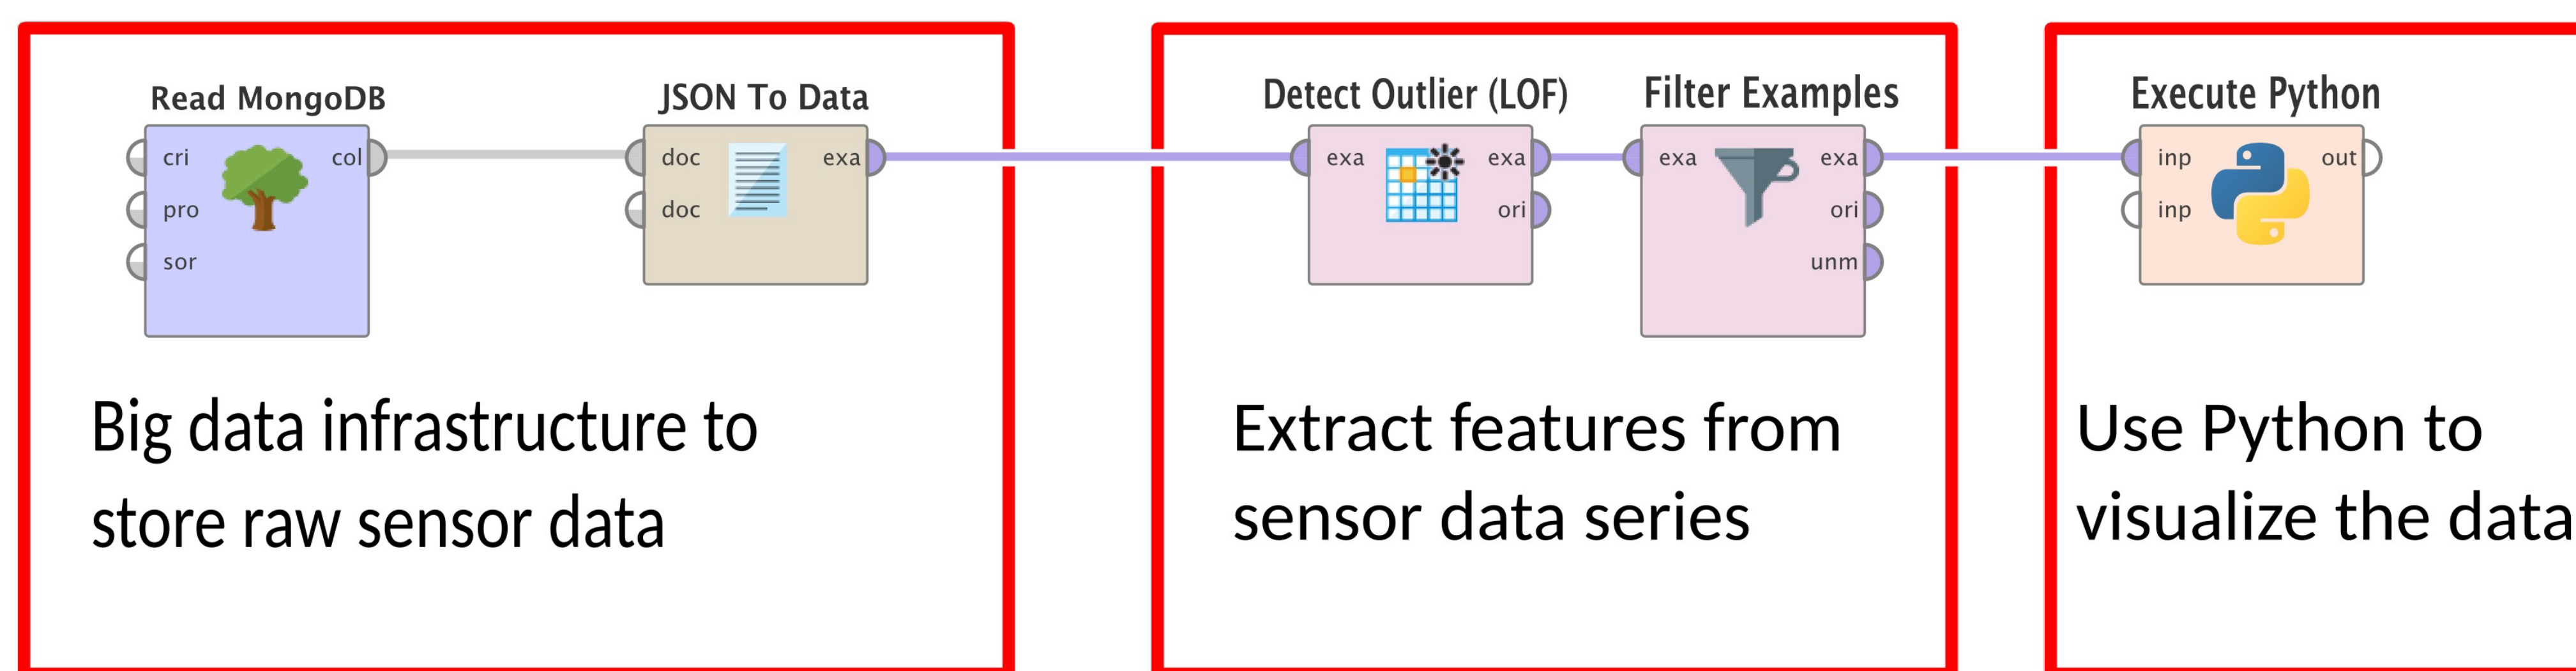 Read MongoDB
cri
col
pro
sor
JSON To Data
doc
exa
doc
Big data infrastructure to
store raw sensor data
Detect Outlier (LOF)
exa
exa
ori
Filter Examples
exa
exa
ori
unm
Extract features from
sensor data series
Execute Python
inp
out
inp
Use Python to
visualize the data